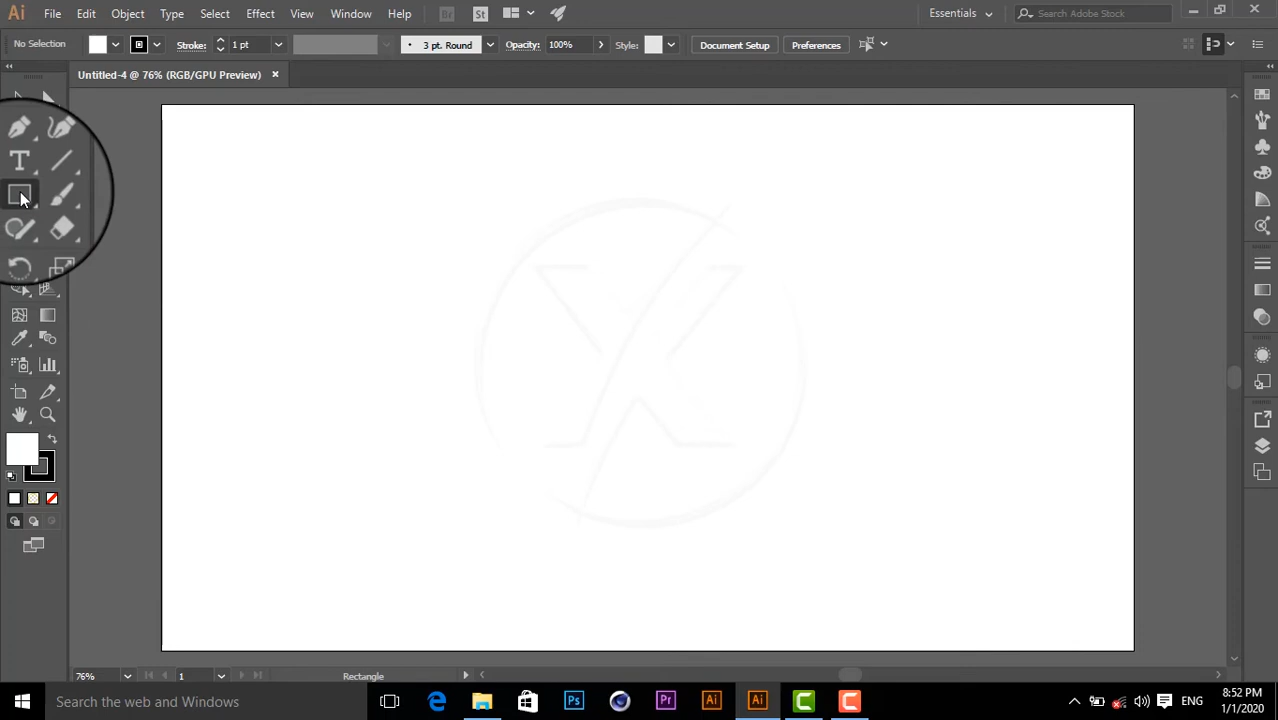 Ai File Edit Object Type Select Effect View Window Help Br St Essentials Search Adobe Stock
No Selection Stroke: 1 pt 3 pt. Round Opacity: 100% Style: Document Setup Preferences
Untitled-4 @ 76% (RGB/GPU Preview)
T
76% 1 Rectangle
Search the web and Windows Ps Pr Ai Ai ENG 8:52 PM
1/1/2020